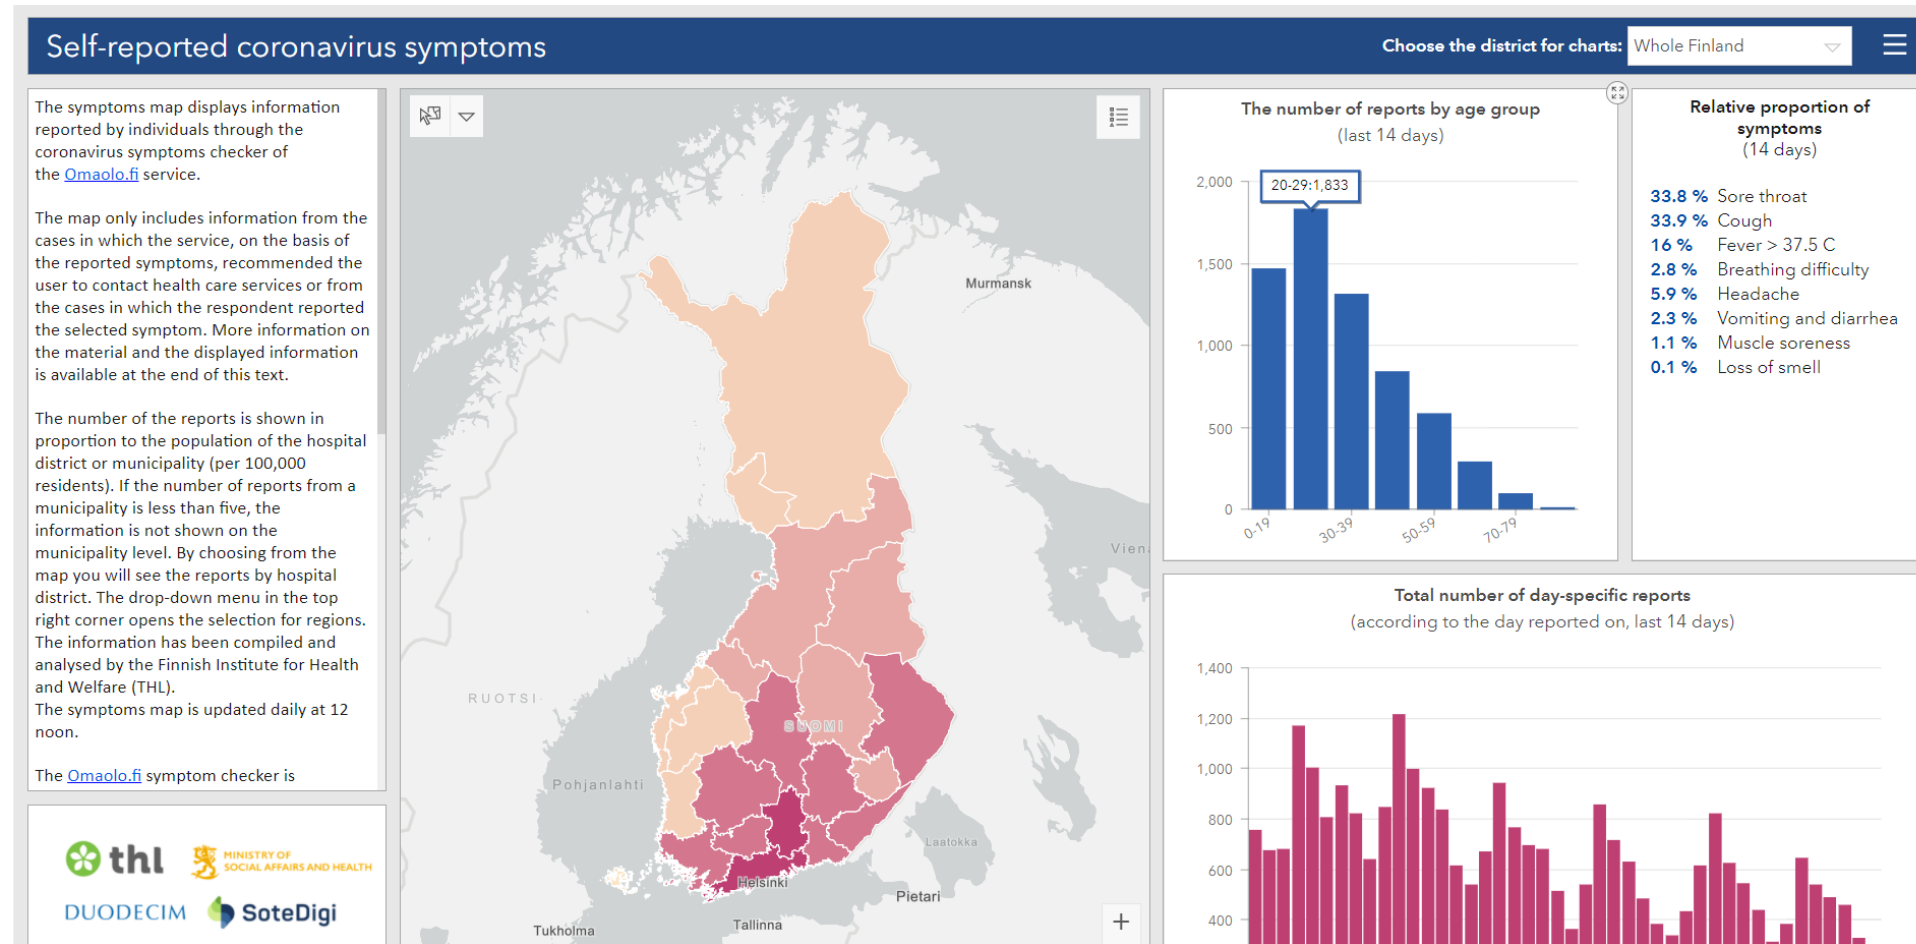 Self-reported coronavirus symptoms
Choose the district for charts:
Whole Finland
The symptoms map displays information
reported by individuals through the
coronavirus symptoms checker of
the Omaolo.fi service.
The map only includes information from the
cases in which the service, on the basis of
the reported symptoms, recommended the
user to contact health care services or from
the cases in which the respondent reported
the selected symptom. More information on
the material and the displayed information
is available at the end of this text.
The number of the reports is shown in
proportion to the population of the hospital
district or municipality (per 100,000
residents). If the number of reports from a
municipality is less than five, the
information is not shown on the
municipality level. By choosing from the
map you will see the reports by hospital
district. The drop-down menu in the top
right corner opens the selection for regions.
The information has been compiled and
analysed by the Finnish Institute for Health
and Welfare (THL).
The symptoms map is updated daily at 12
noon.
The Omaolo.fi symptom checker is
thl
MINISTRY OF
SOCIAL AFFAIRS AND HEALTH
DUODECIM
SoteDigi
Murmansk
Viena
RUOTSI
SUOMI
Pohjanlahti
Laatokka
Helsinki
Pietari
Tallinna
Tukholma
+
The number of reports by age group
(last 14 days)
2,000
20-29:1,833
1,500
1,000
500
0
0-19
30-39
50-59
70-79
Relative proportion of
symptoms
(14 days)
33.8 % Sore throat
33.9 % Cough
16 % Fever > 37.5 C
2.8 % Breathing difficulty
5.9 % Headache
2.3 % Vomiting and diarrhea
1.1 % Muscle soreness
0.1 % Loss of smell
Total number of day-specific reports
(according to the day reported on, last 14 days)
1,400
1,200
1,000
800
600
400